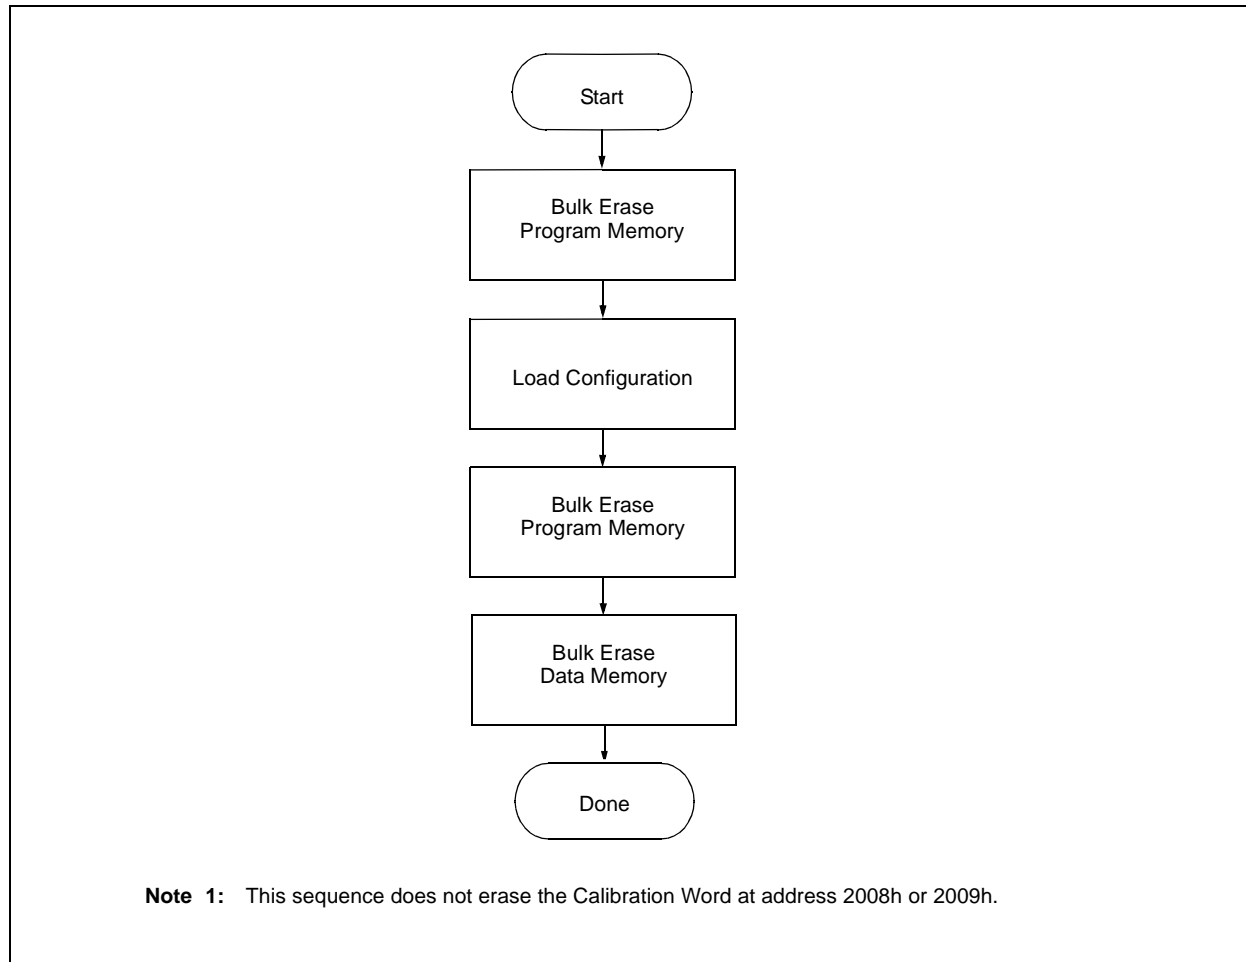 Start
Bulk Erase
Program Memory
Load Configuration
Bulk Erase
Program Memory
Bulk Erase
Data Memory
Done
Note 1: This sequence does not erase the Calibration Word at address 2008h or 2009h.